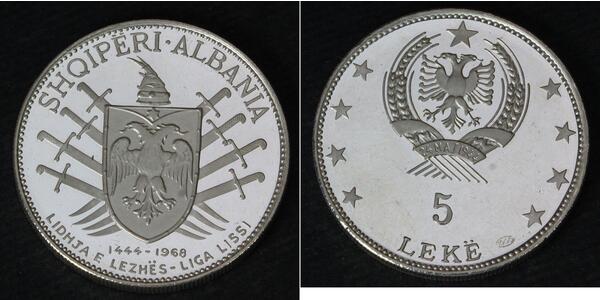 SHQIPËRI · ALBANIA
1444-1968
LIDHJA E LEZHËS - LIGA LISSI
5
LEKË